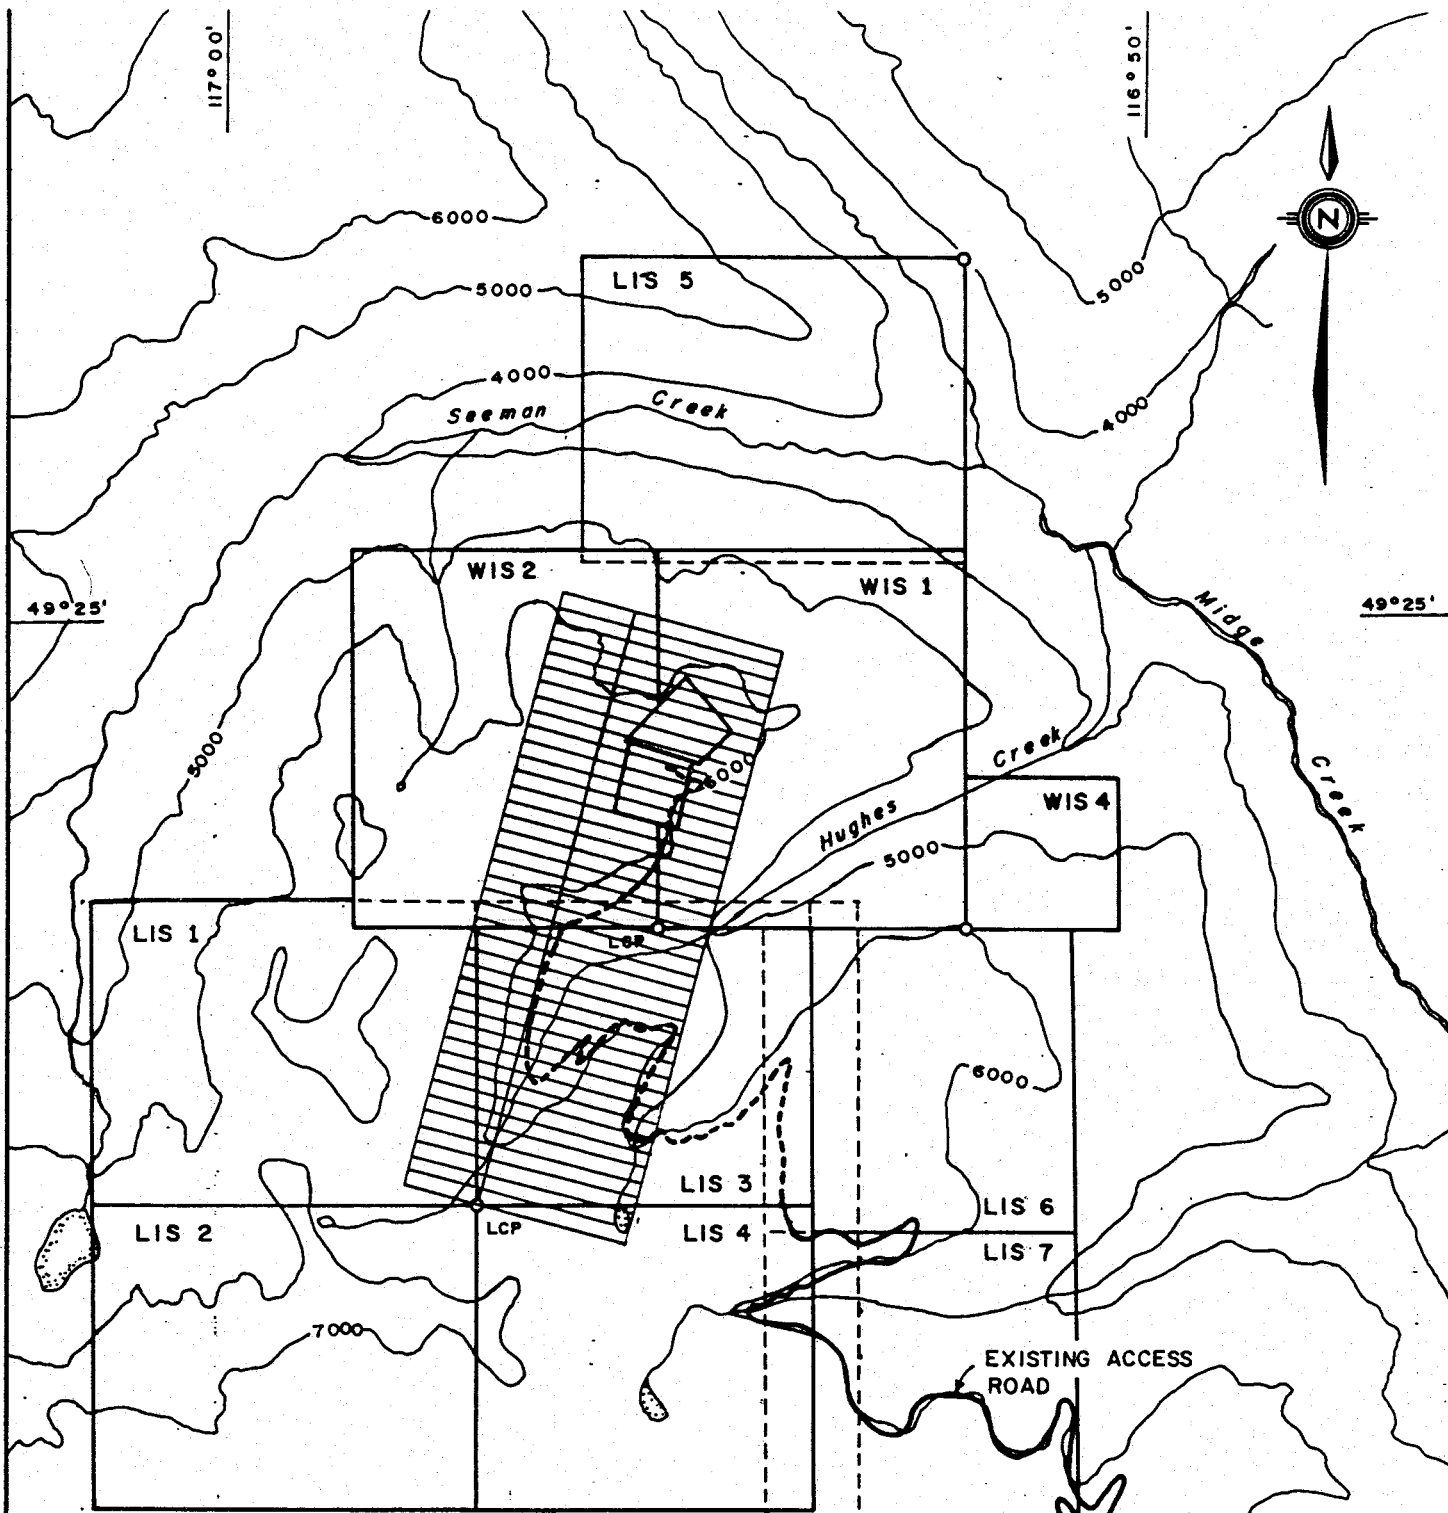 117°00'
116°50'
N
6000
LIS 5
5000
5000
4000
Seeman Creek
4000
WIS 2
WIS 1
49°25'
49°25'
Midge Creek
5000
6000
Hughes Creek
WIS 4
5000
LIS 1
LCP
6000
LIS 3
LIS 6
LIS 2
LCP
LIS 4
LIS 7
7000
EXISTING ACCESS
ROAD